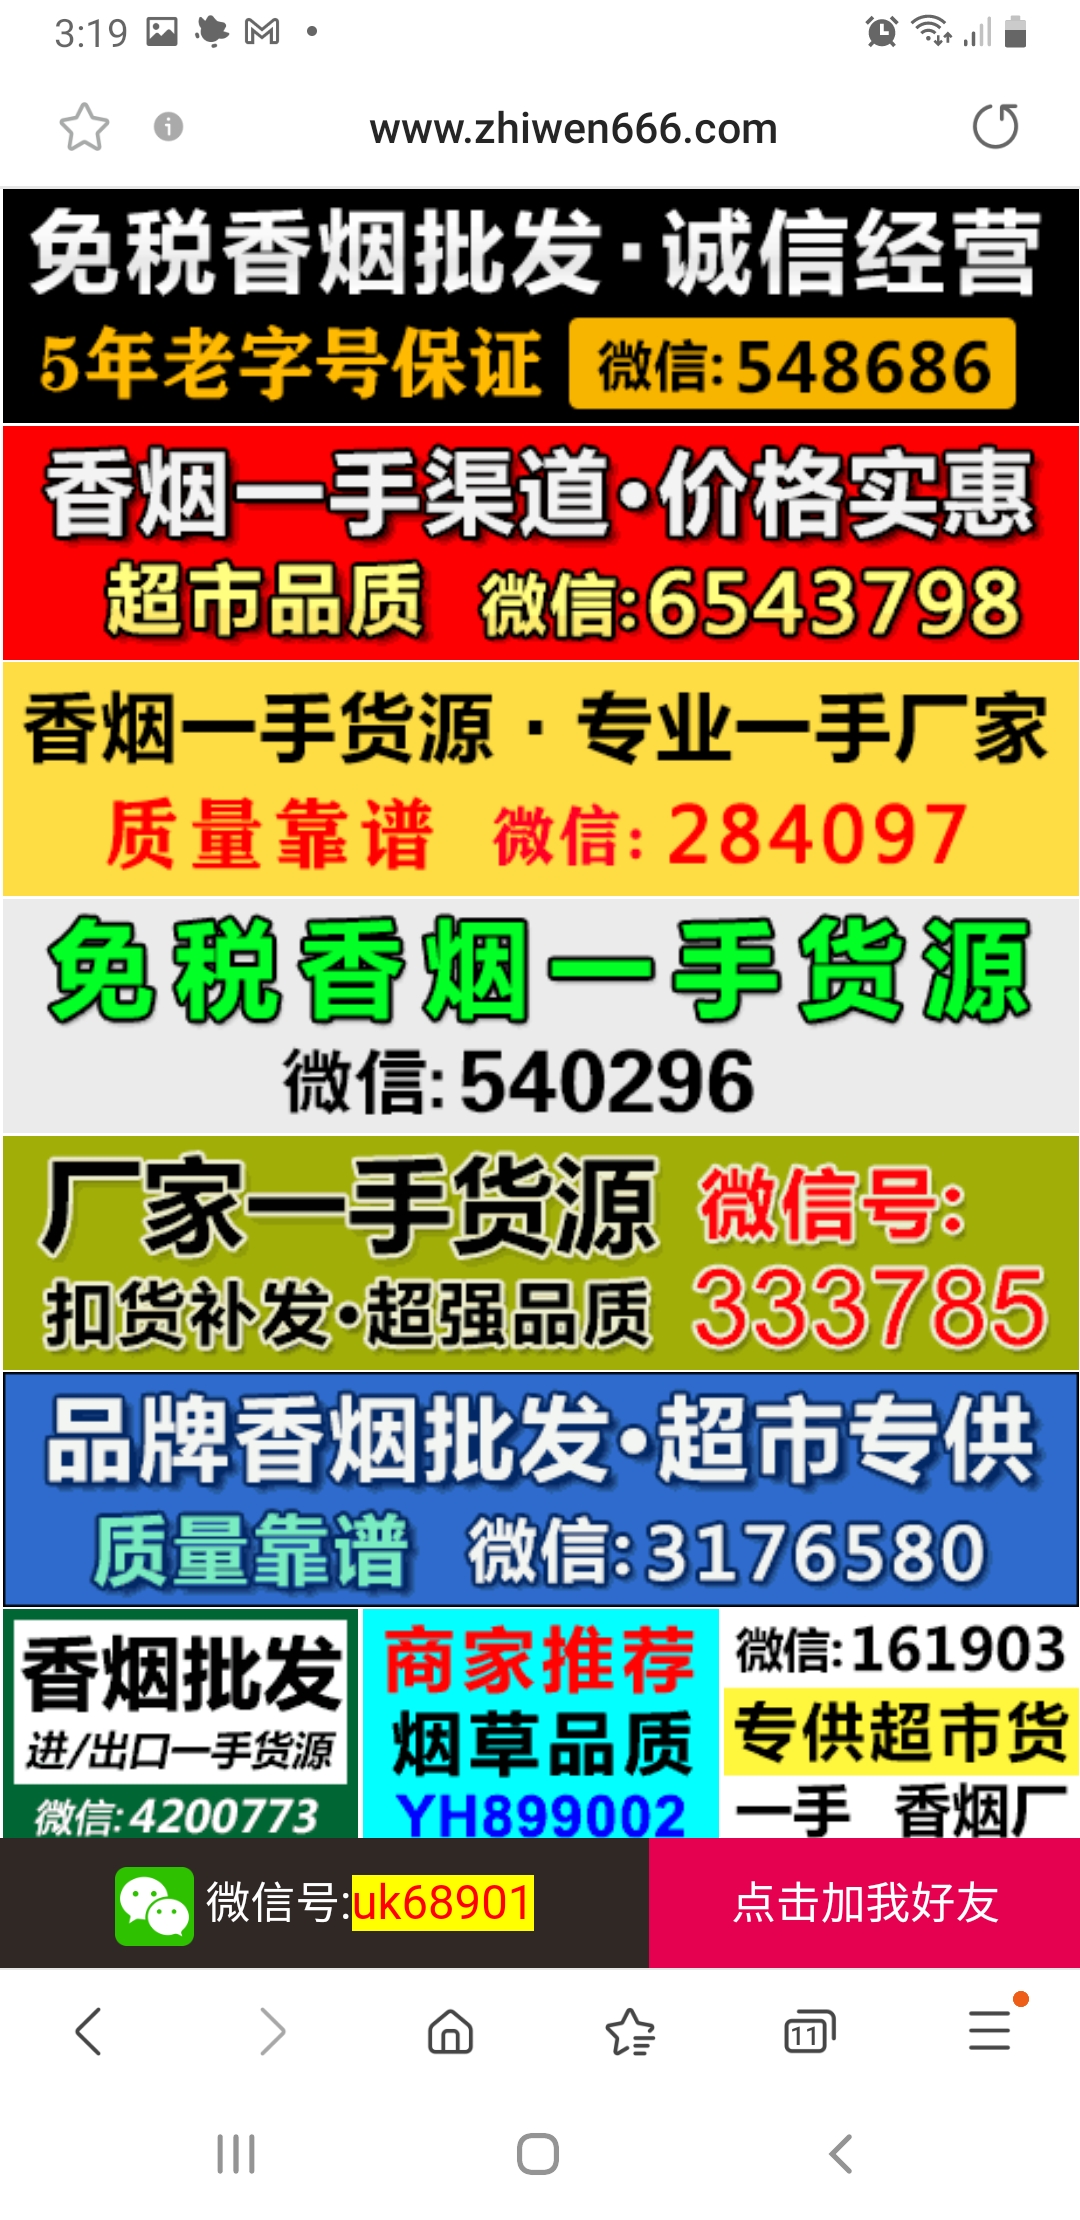 3:19
www.zhiwen666.com
免税香烟批发·诚信经营
5年老字号保证 微信:548686
香烟一手渠道•价格实惠
超市品质 微信:6543798
香烟一手货源·专业一手厂家
质量靠谱 微信: 284097
免税香烟一手货源
微信:540296
厂家一手货源 微信号:
扣货补发•超强品质 333785
品牌香烟批发•超市专供
质量靠谱 微信:3176580
香烟批发
进/出口一手货源
微信:4200773
商家推荐
烟草品质
YH899002
微信:161903
专供超市货
一手 香烟厂
微信号:uk68901
点击加我好友
11